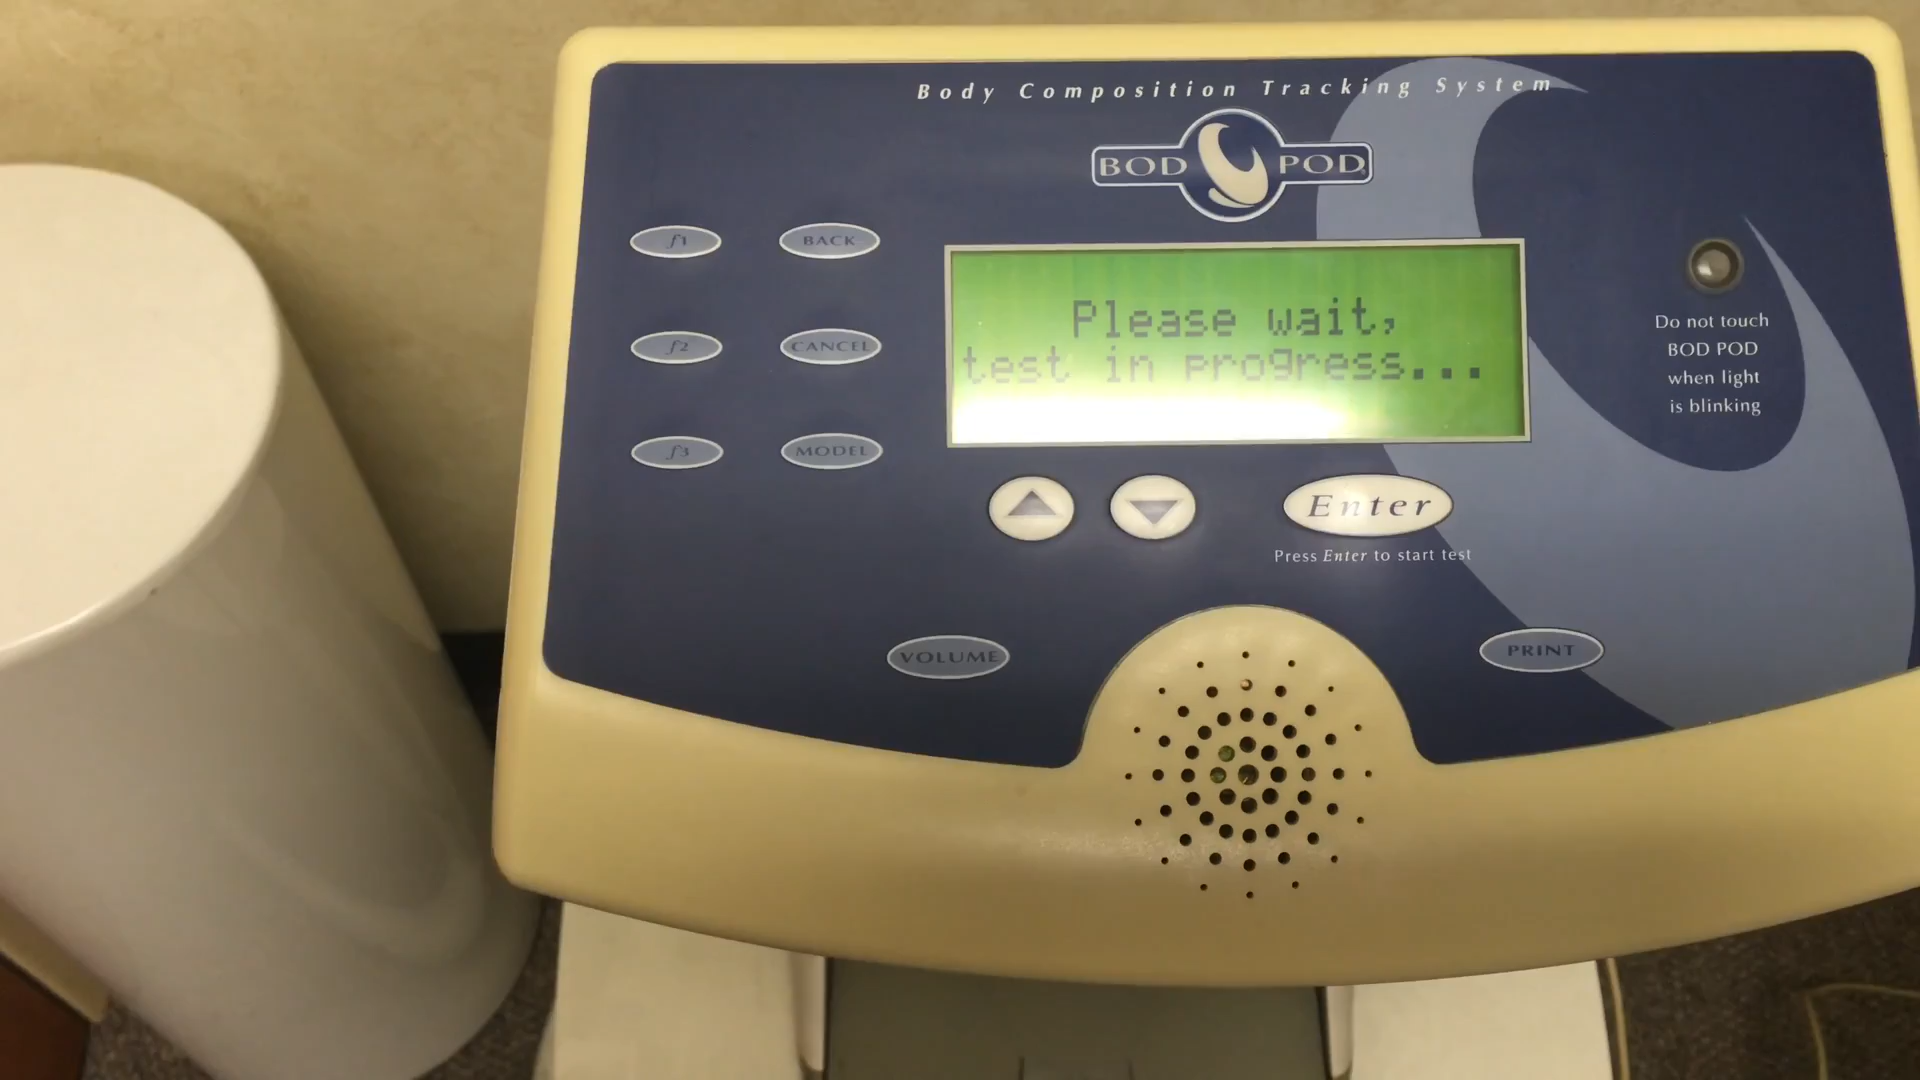 Body Composition Tracking System
BOD POD
f1
BACK
f2
CANCEL
f3
MODEL
Please wait,
test in progress...
Do not touch
BOD POD
when light
is blinking
Enter
Press Enter to start test
VOLUME
PRINT